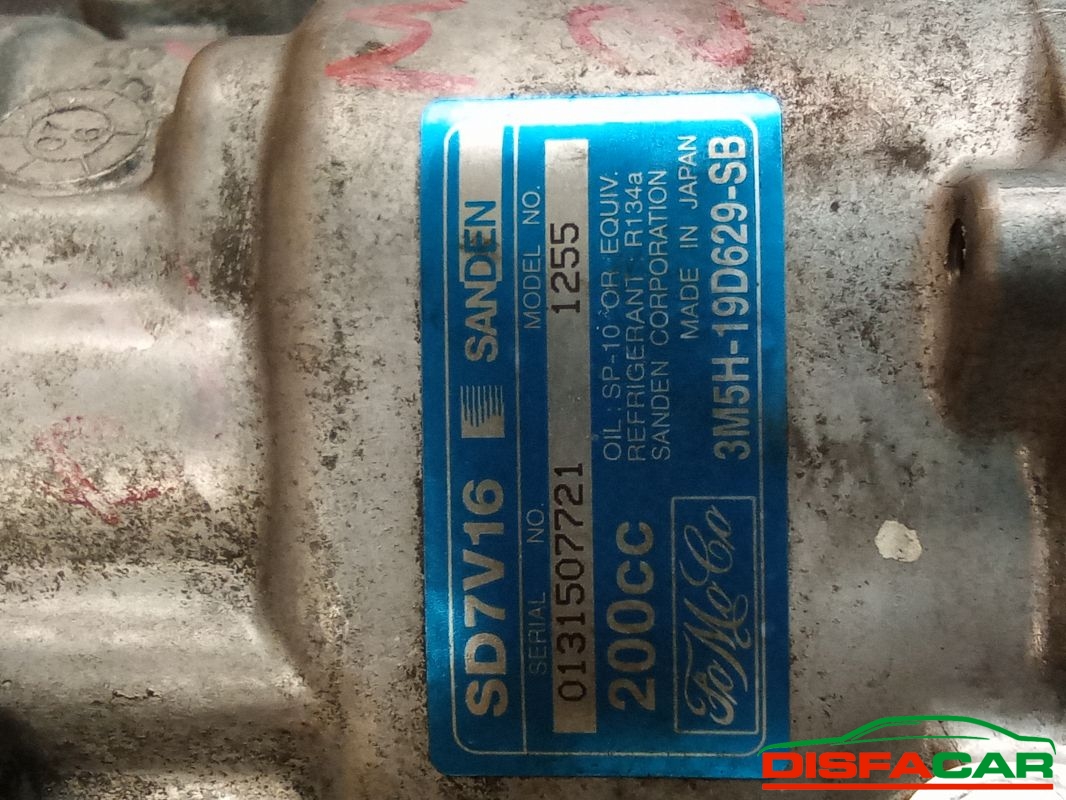 SD7V16 SANDEN
SERIAL NO. MODEL NO.
0131507721 1255
200CC
OIL : SP-10 OR EQUIV.
REFRIGERANT : R134a
SANDEN CORPORATION
MADE IN JAPAN
FoMoCo
3M5H-19D629-SB
DISFACAR